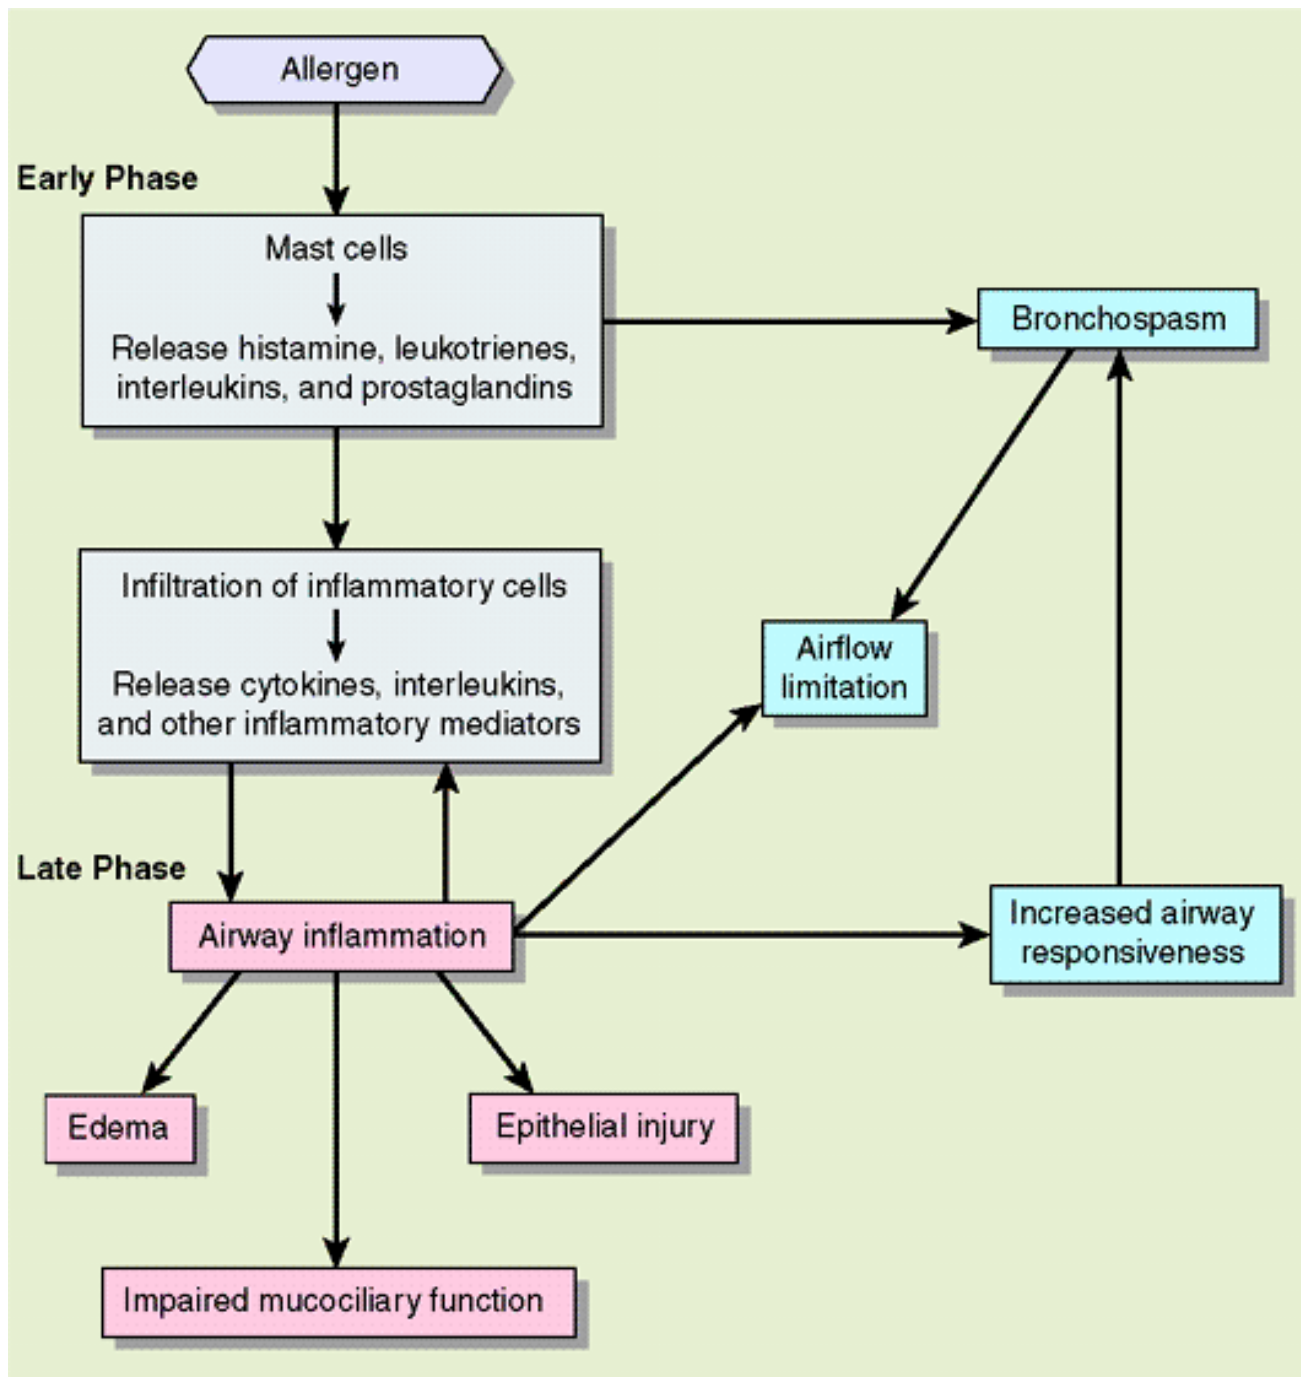 Allergen
Early Phase
Mast cells
Release histamine, leukotrienes,
interleukins, and prostaglandins
Bronchospasm
Infiltration of inflammatory cells
Release cytokines, interleukins,
and other inflammatory mediators
Airflow
limitation
Late Phase
Airway inflammation
Increased airway
responsiveness
Edema
Epithelial injury
Impaired mucociliary function